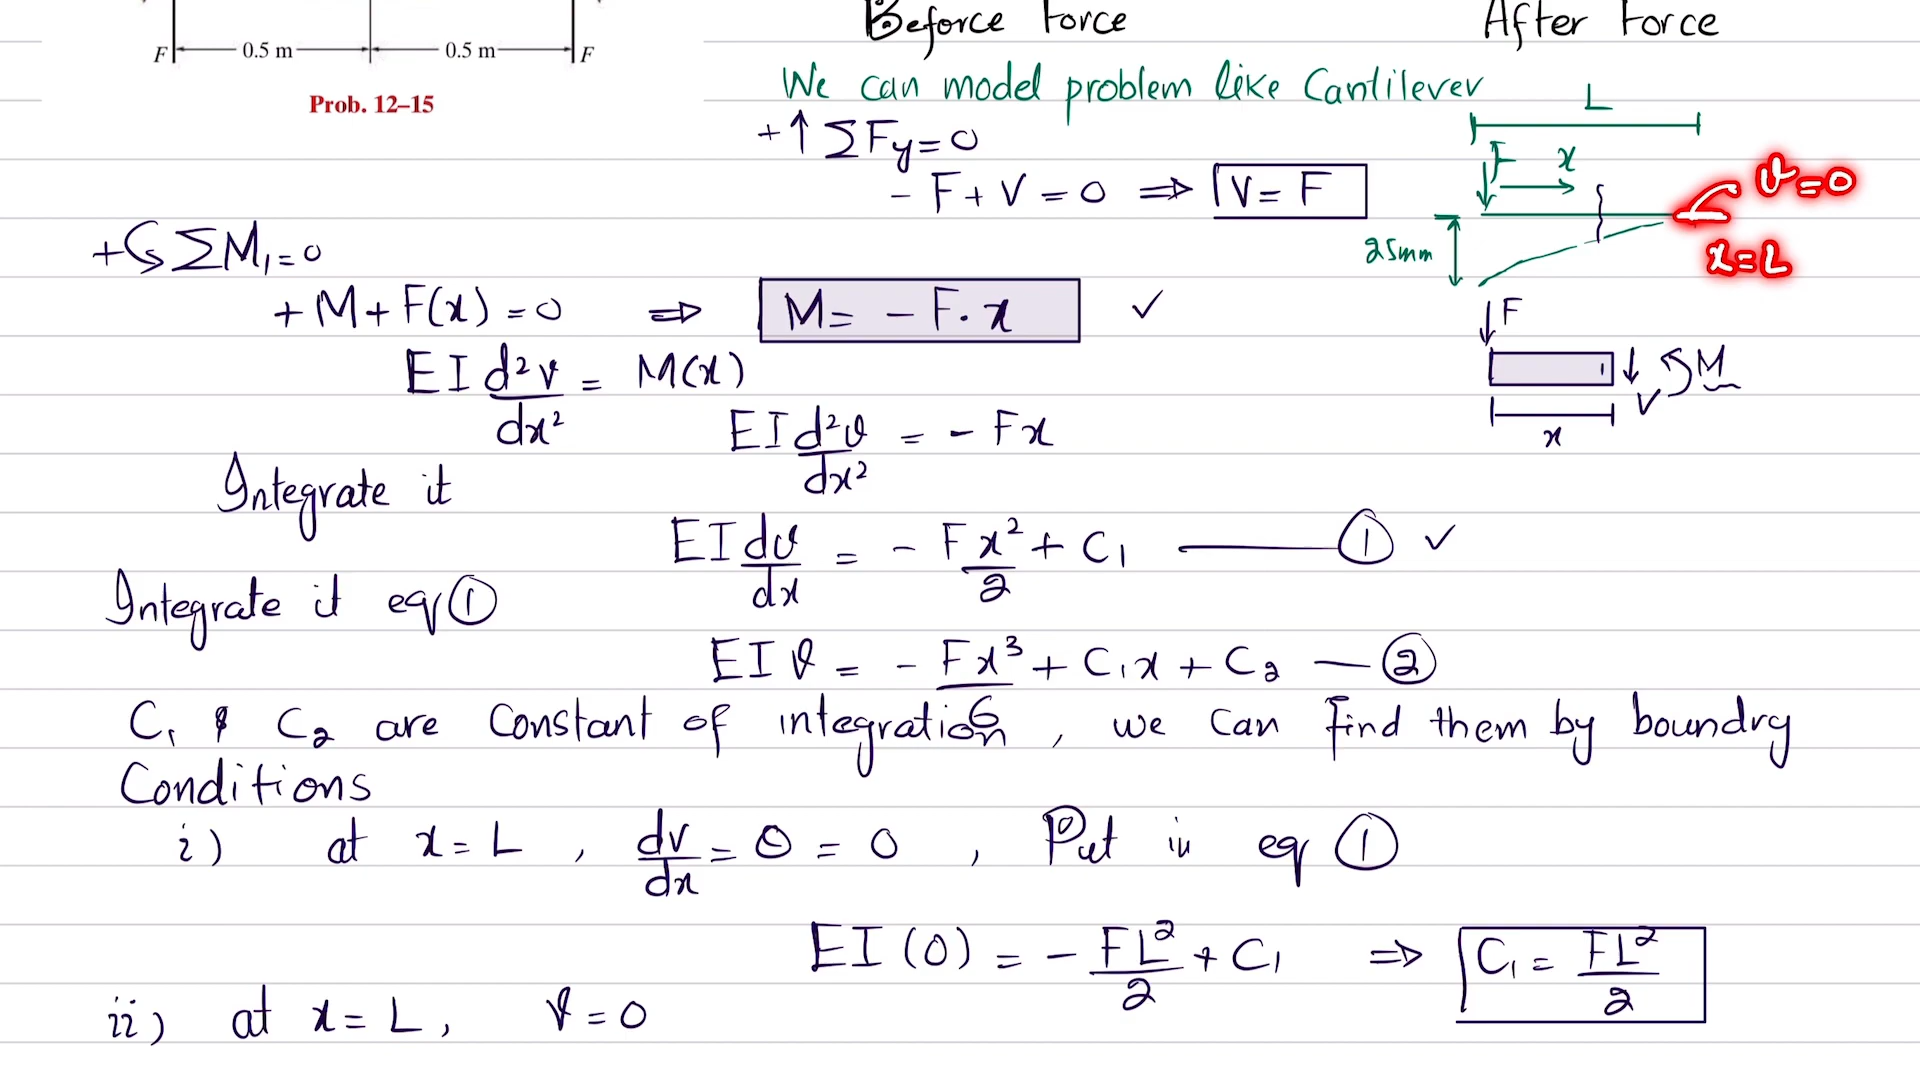 Beforce Force
After Force
F 0.5 m 0.5 m F
Prob. 12–15
We can model problem like Cantilever
L
+↑ ΣFy = 0
- F + V = 0 ⇒ V = F
F x
v = 0
x = L
25mm
+↺ ΣM₁ = 0
+ M + F(x) = 0 ⇒ M = - F · x ✓
F
M
V
x
EI d²v/dx² = M(x)
EI d²v/dx² = - Fx
Integrate it
EI dv/dx = - Fx²/2 + C₁ —— ① ✓
Integrate it eq ①
EI v = - Fx³/6 + C₁x + C₂ — ②
C₁ & C₂ are Constant of integration, we can find them by boundry
Conditions
i) at x = L, dv/dx = θ = 0, Put in eq ①
EI (0) = - FL²/2 + C₁ ⇒ C₁ = FL²/2
ii) at x = L, v = 0